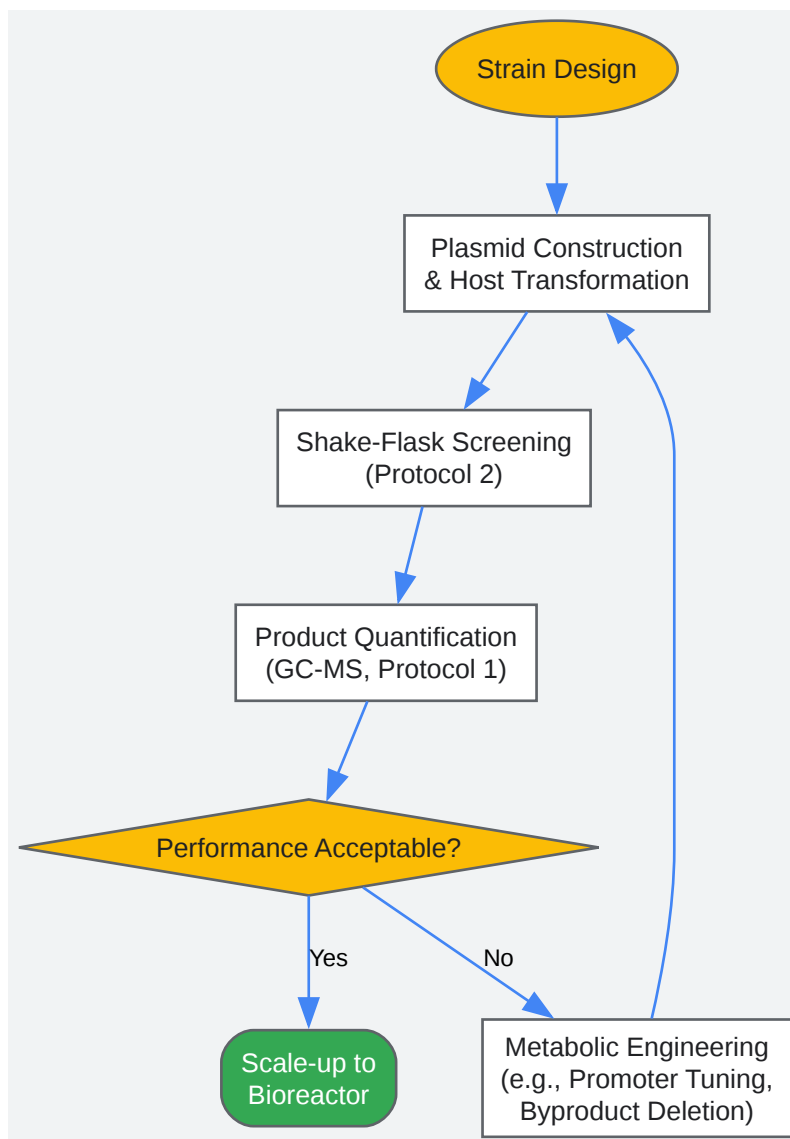 Strain Design
Plasmid Construction
& Host Transformation
Shake-Flask Screening
(Protocol 2)
Product Quantification
(GC-MS, Protocol 1)
Performance Acceptable?
Yes
No
Scale-up to
Bioreactor
Metabolic Engineering
(e.g., Promoter Tuning,
Byproduct Deletion)